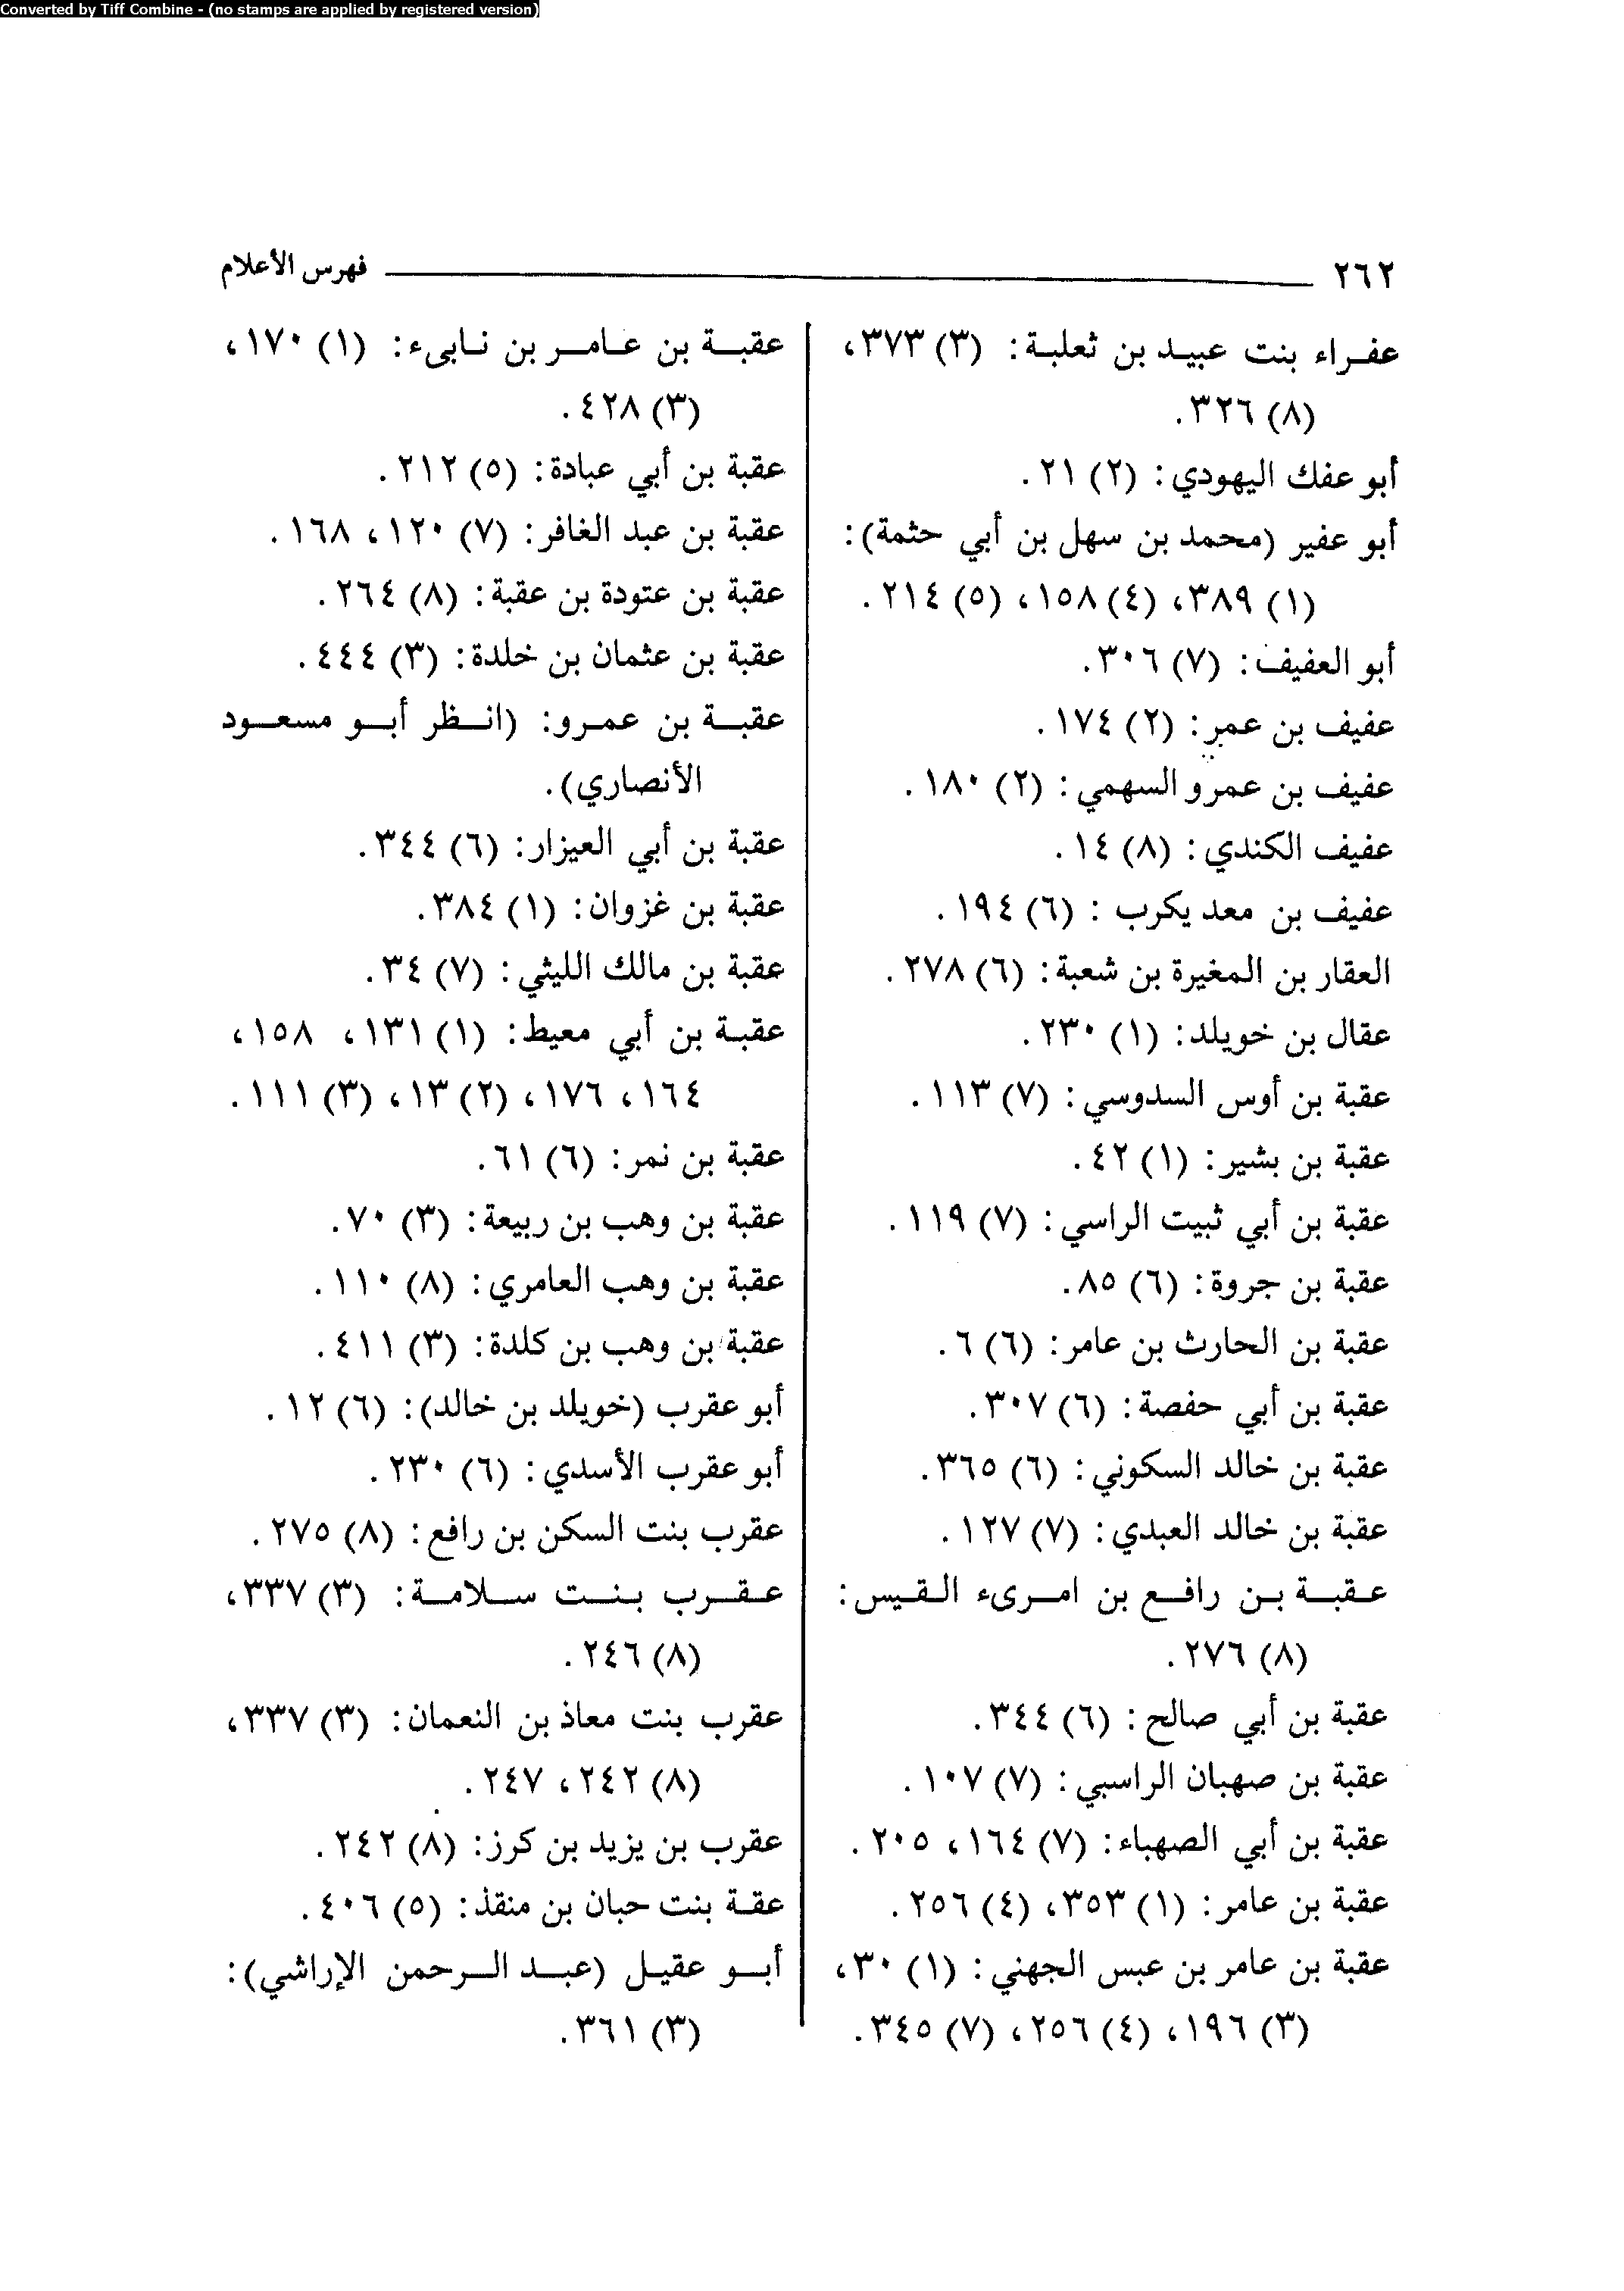 Converted by Tiff Combine - (no stamps are applied by registered version)
٢٦٢ فهرس الأعلام
عفراء بنت عبيد بن ثعلبة: (٣) ٣٧٣،
(٨) ٣٢٦.
أبو عفك اليهودي: (٢) ٢١.
أبو عفير (محمد بن سهل بن أبي حثمة):
(١) ٣٨٩، (٤) ١٥٨، (٥) ٢١٤.
أبو العفيف: (٧) ٣٠٦.
عفيف بن عمر: (٢) ١٧٤.
عفيف بن عمرو السهمي: (٢) ١٨٠.
عفيف الكندي: (٨) ١٤.
عفيف بن معد يكرب: (٦) ١٩٤.
العقار بن المغيرة بن شعبة: (٦) ٢٧٨.
عقال بن خويلد: (١) ٢٣٠.
عقبة بن أوس السدوسي: (٧) ١١٣.
عقبة بن بشير: (١) ٤٢.
عقبة بن أبي ثبيت الراسي: (٧) ١١٩.
عقبة بن جروة: (٦) ٨٥.
عقبة بن الحارث بن عامر: (٦) ٦.
عقبة بن أبي حفصة: (٦) ٣٠٧.
عقبة بن خالد السكوني: (٦) ٣٦٥.
عقبة بن خالد العبدي: (٧) ١٢٧.
عقبة بن رافع بن امرىء القيس:
(٨) ٢٧٦.
عقبة بن أبي صالح: (٦) ٣٤٤.
عقبة بن صهبان الراسبي: (٧) ١٠٧.
عقبة بن أبي الصهباء: (٧) ١٦٤، ٢٠٥.
عقبة بن عامر: (١) ٣٥٣، (٤) ٢٥٦.
عقبة بن عامر بن عبس الجهني: (١) ٣٠،
(٣) ١٩٦، (٤) ٢٥٦، (٧) ٣٤٥.
عقبة بن عامر بن نابىء: (١) ١٧٠،
(٣) ٤٢٨.
عقبة بن أبي عبادة: (٥) ٢١٢.
عقبة بن عبد الغافر: (٧) ١٢٠، ١٦٨.
عقبة بن عتودة بن عقبة: (٨) ٢٦٤.
عقبة بن عثمان بن خلدة: (٣) ٤٤٤.
عقبة بن عمرو: (انظر أبو مسعود
الأنصاري).
عقبة بن أبي العيزار: (٦) ٣٤٤.
عقبة بن غزوان: (١) ٣٨٤.
عقبة بن مالك الليثي: (٧) ٣٤.
عقبة بن أبي معيط: (١) ١٣١، ١٥٨،
١٦٤، ١٧٦، (٢) ١٣، (٣) ١١١.
عقبة بن نمر: (٦) ٦١.
عقبة بن وهب بن ربيعة: (٣) ٧٠.
عقبة بن وهب العامري: (٨) ١١٠.
عقبة بن وهب بن كلدة: (٣) ٤١١.
أبو عقرب (خويلد بن خالد): (٦) ١٢.
أبو عقرب الأسدي: (٦) ٢٣٠.
عقرب بنت السكن بن رافع: (٨) ٢٧٥.
عقرب بنت سلامة: (٣) ٣٣٧،
(٨) ٢٤٦.
عقرب بنت معاذ بن النعمان: (٣) ٣٣٧،
(٨) ٢٤٢، ٢٤٧.
عقرب بن يزيد بن كرز: (٨) ٢٤٢.
عقة بنت حبان بن منقذ: (٥) ٤٠٦.
أبو عقيل (عبد الرحمن الإراشي):
(٣) ٣٦١.